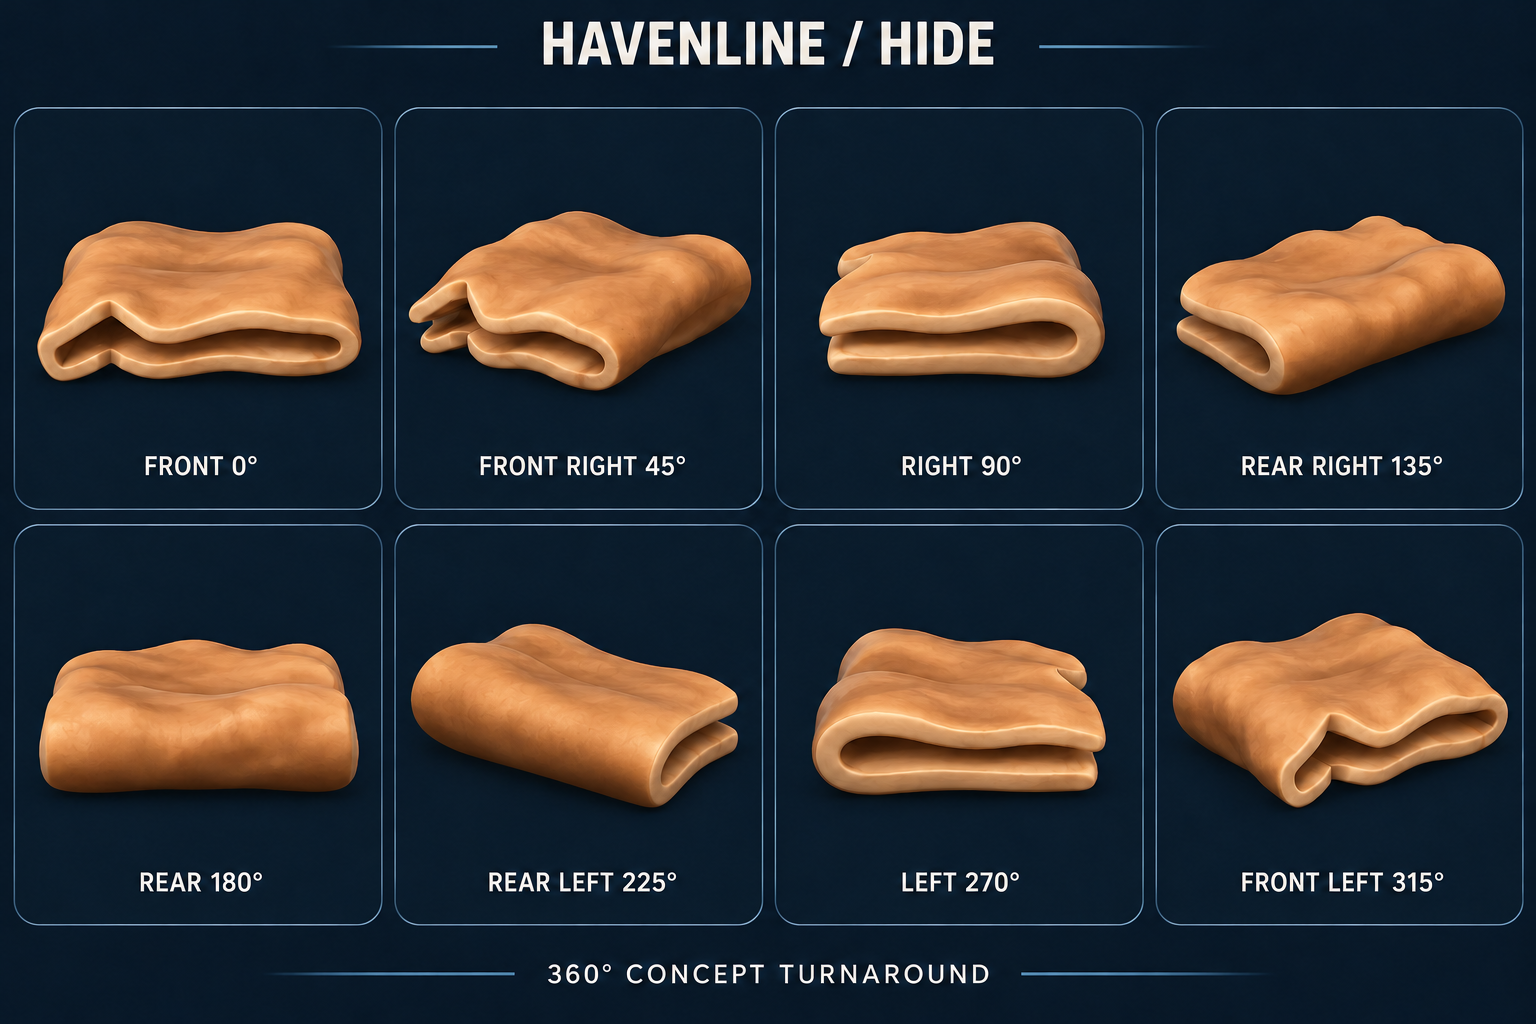 HAVENLINE / HIDE
FRONT 0°
FRONT RIGHT 45°
RIGHT 90°
REAR RIGHT 135°
REAR 180°
REAR LEFT 225°
LEFT 270°
FRONT LEFT 315°
360° CONCEPT TURNAROUND